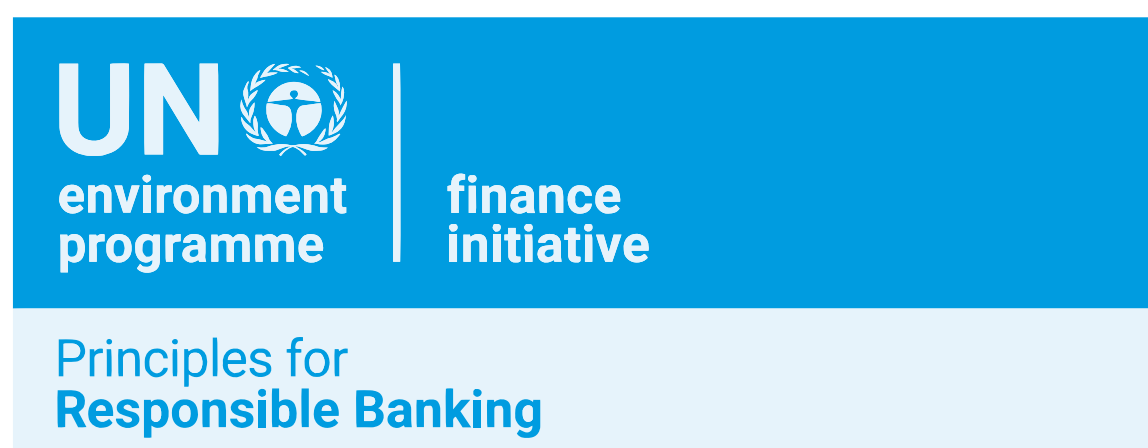 UN
environment
programme
finance
initiative
Principles for
Responsible Banking